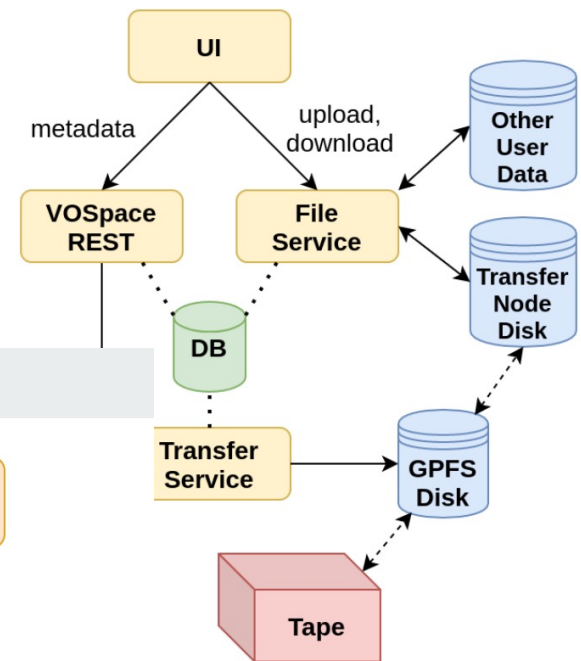 UI
metadata
upload,
download
Other
User
Data
VOSpace
REST
File
Service
Transfer
Node
Disk
DB
Transfer
Service
GPFS
Disk
Tape